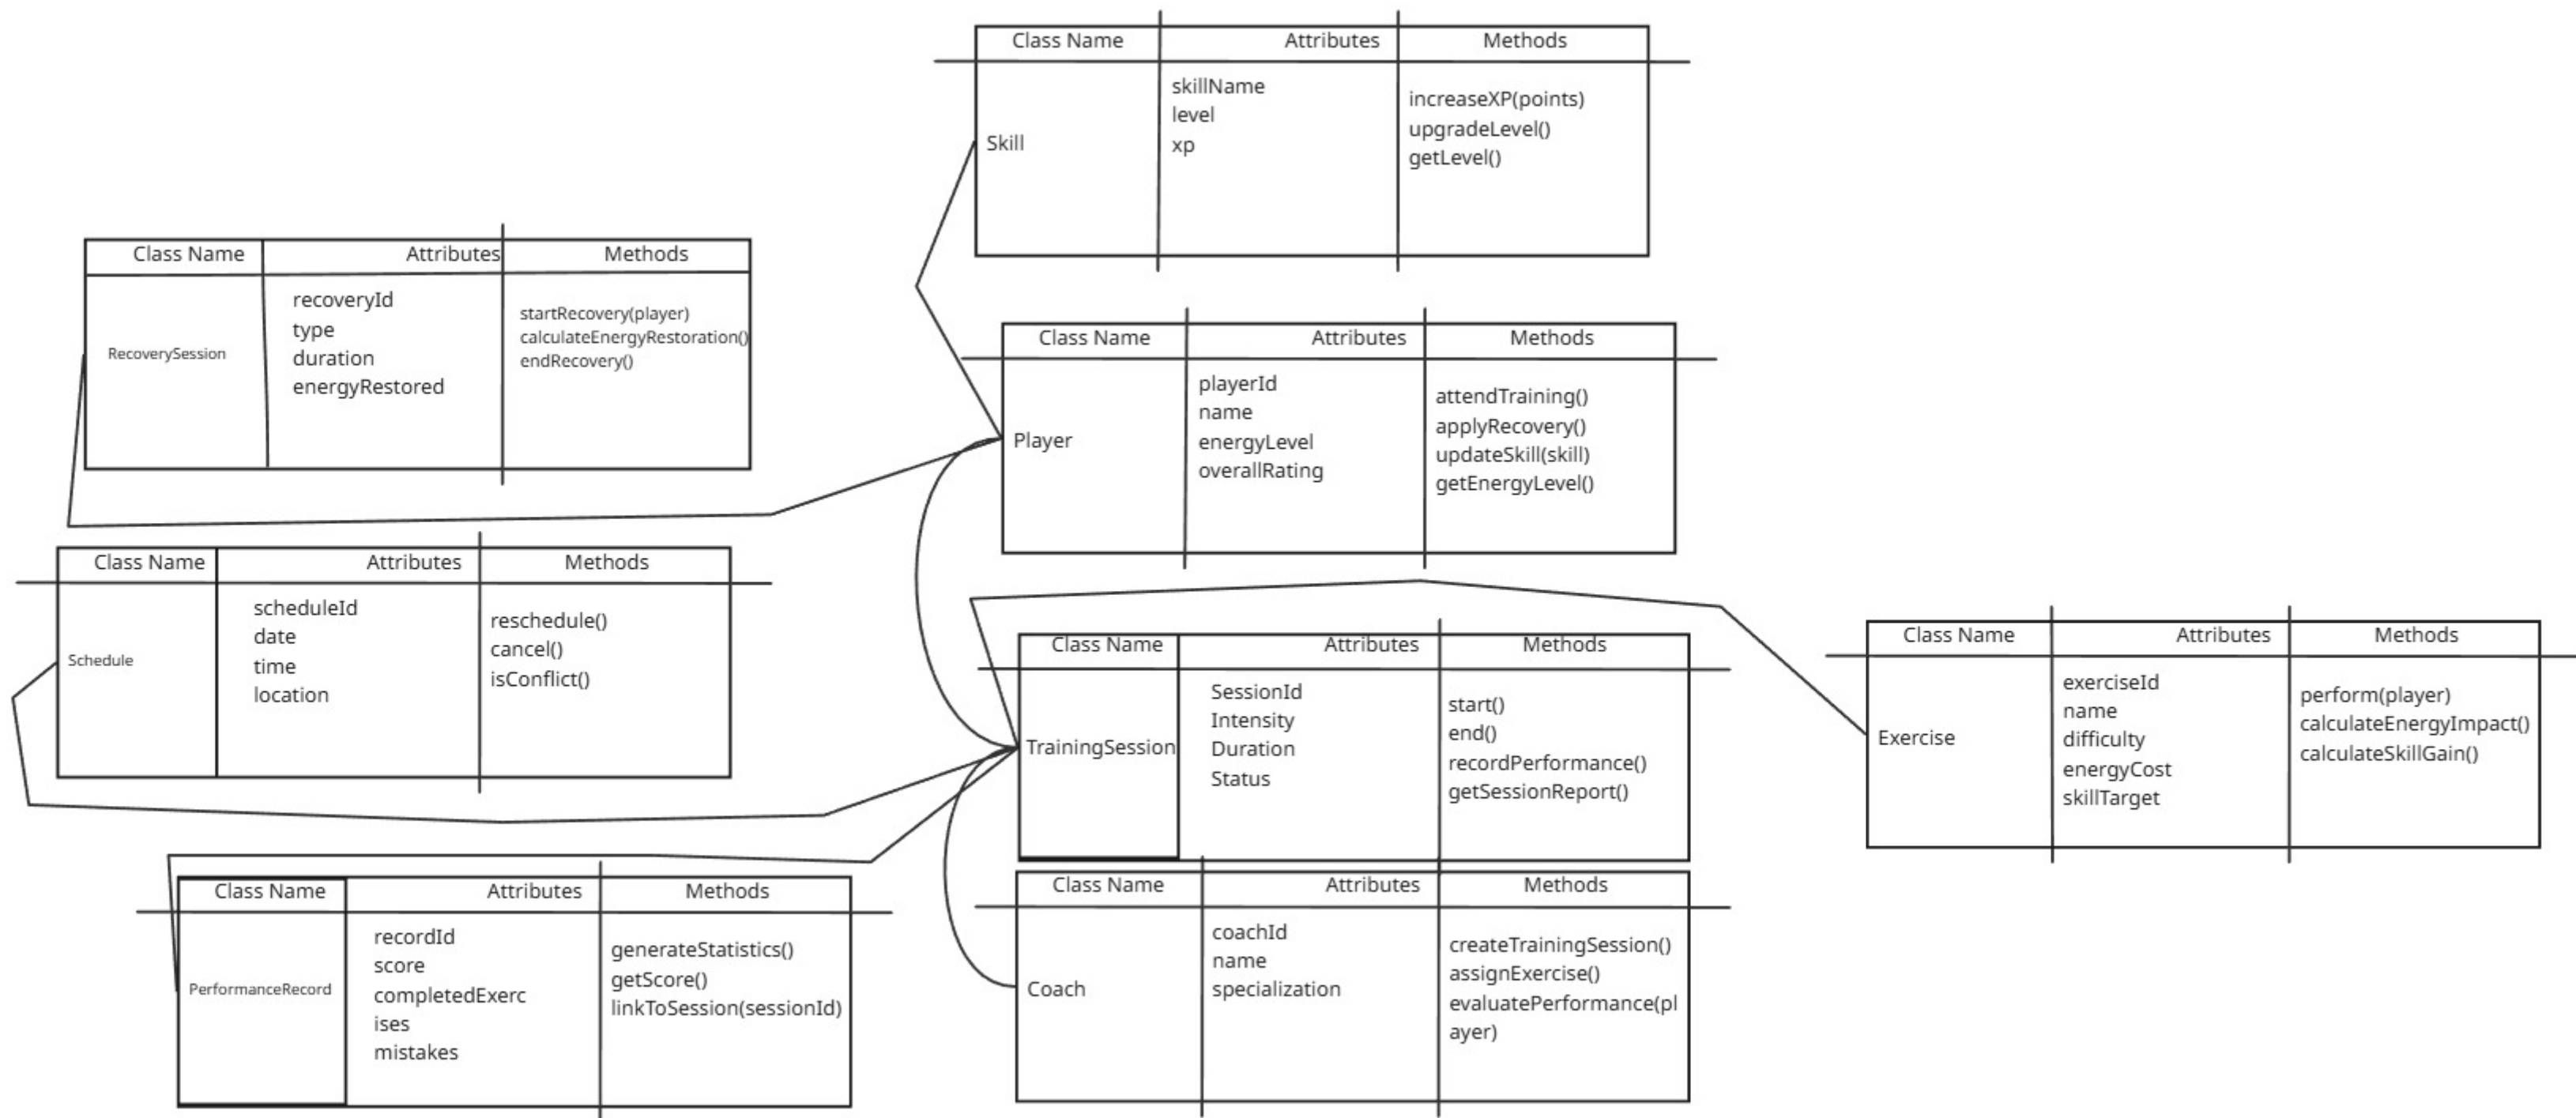 Class Name Attributes Methods
Skill
skillName
level
xp
increaseXP(points)
upgradeLevel()
getLevel()
Class Name Attributes Methods
RecoverySession
recoveryId
type
duration
energyRestored
startRecovery(player)
calculateEnergyRestoration()
endRecovery()
Class Name Attributes Methods
Player
playerId
name
energyLevel
overallRating
attendTraining()
applyRecovery()
updateSkill(skill)
getEnergyLevel()
Class Name Attributes Methods
Schedule
scheduleId
date
time
location
reschedule()
cancel()
isConflict()
Class Name Attributes Methods
TrainingSession
SessionId
Intensity
Duration
Status
start()
end()
recordPerformance()
getSessionReport()
Class Name Attributes Methods
Exercise
exerciseId
name
difficulty
energyCost
skillTarget
perform(player)
calculateEnergyImpact()
calculateSkillGain()
Class Name Attributes Methods
PerformanceRecord
recordId
score
completedExerc
ises
mistakes
generateStatistics()
getScore()
linkToSession(sessionId)
Class Name Attributes Methods
Coach
coachId
name
specialization
createTrainingSession()
assignExercise()
evaluatePerformance(pl
ayer)